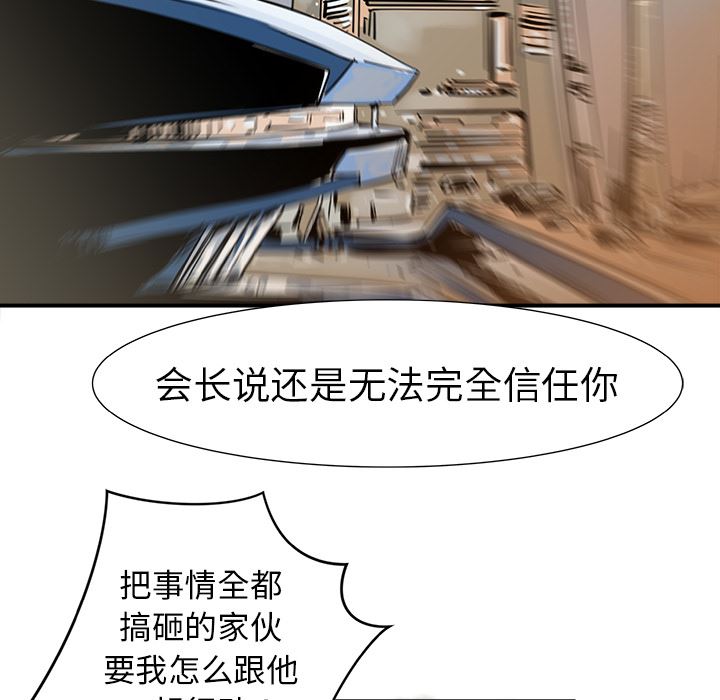 会长说还是无法完全信任你
把事情全都
搞砸的家伙
要我怎么跟他